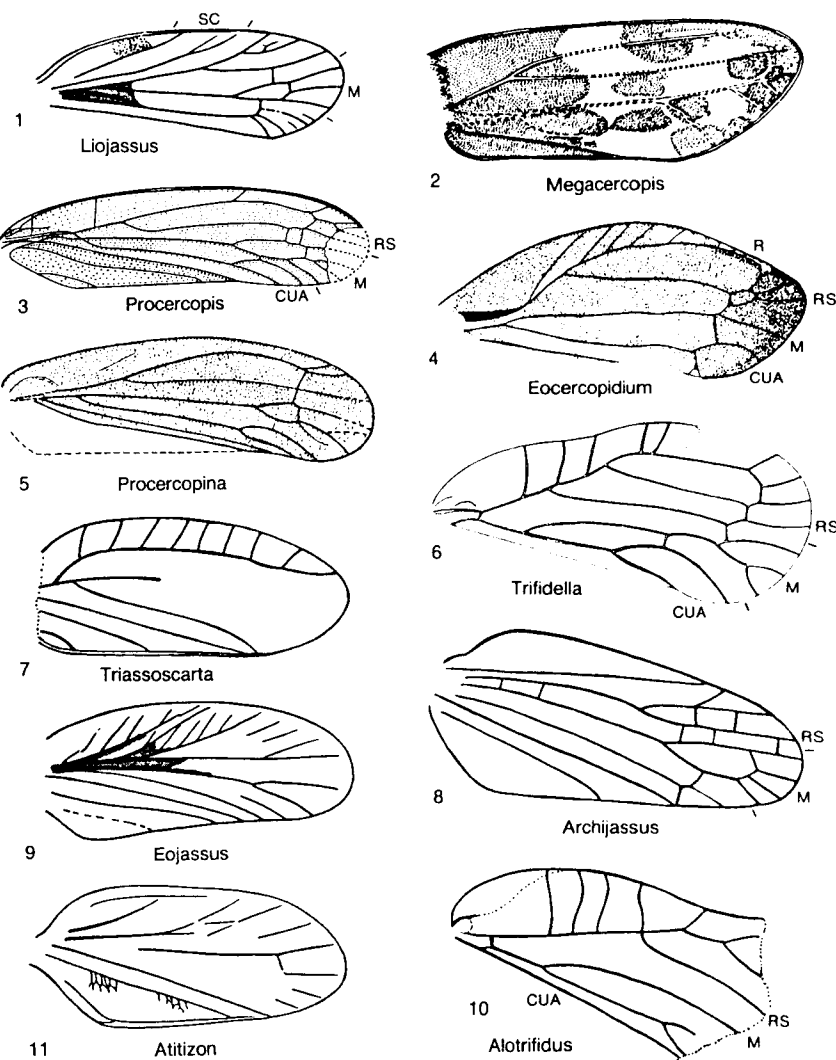 SC
M
1
Liojassus
2
Megacercopis
RS
M
CUA
3
Procercopis
R
RS
M
CUA
4
Eocercopidium
5
Procercopina
RS
M
CUA
6
Trifidella
7
Triassoscarta
RS
M
8
Archijassus
9
Eojassus
CUA
RS
M
10
Alotrifidus
11
Atitizon